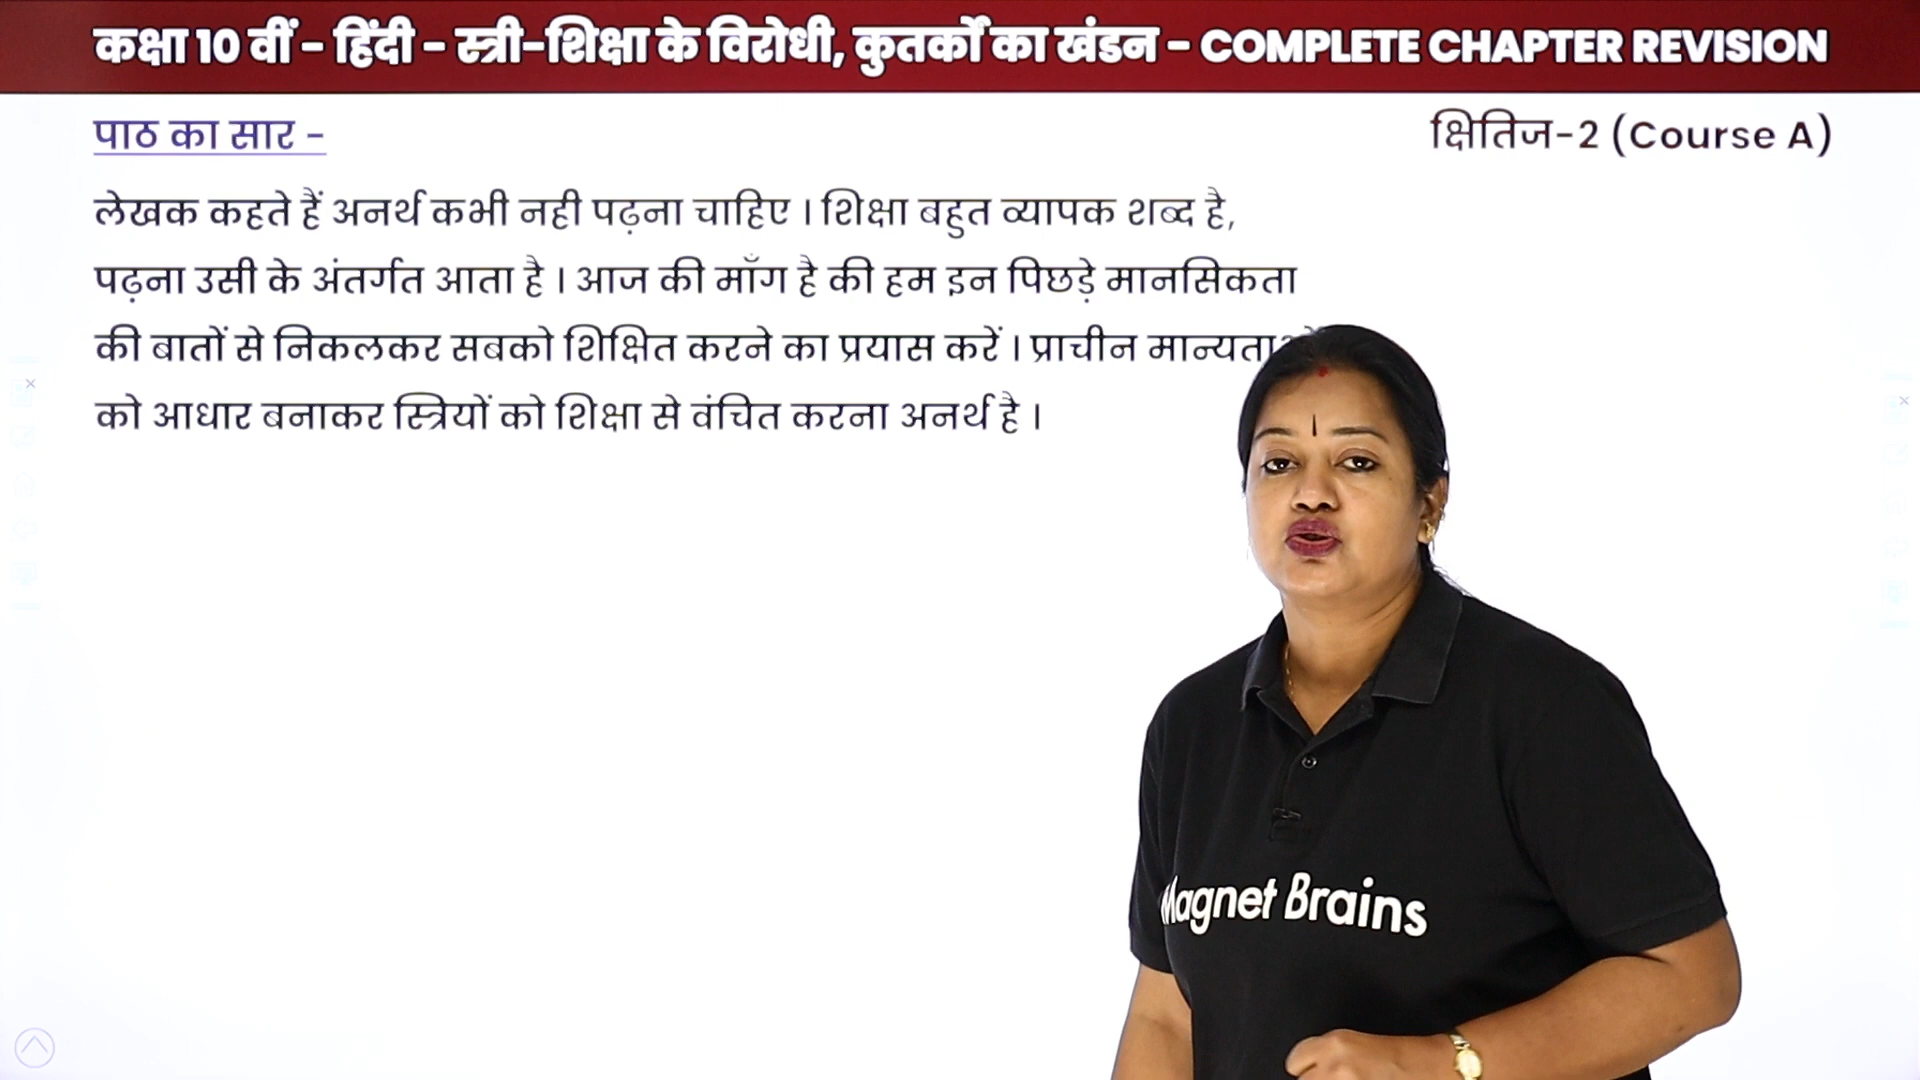 कक्षा 10 वीं - हिंदी - स्त्री-शिक्षा के विरोधी, कुतर्कों का खंडन - COMPLETE CHAPTER REVISION
पाठ का सार -
क्षितिज-2 (Course A)
लेखक कहते हैं अनर्थ कभी नही पढ़ना चाहिए । शिक्षा बहुत व्यापक शब्द है,
पढ़ना उसी के अंतर्गत आता है । आज की माँग है की हम इन पिछड़े मानसिकता
की बातों से निकलकर सबको शिक्षित करने का प्रयास करें । प्राचीन मान्यताओं
को आधार बनाकर स्त्रियों को शिक्षा से वंचित करना अनर्थ है ।
Magnet Brains